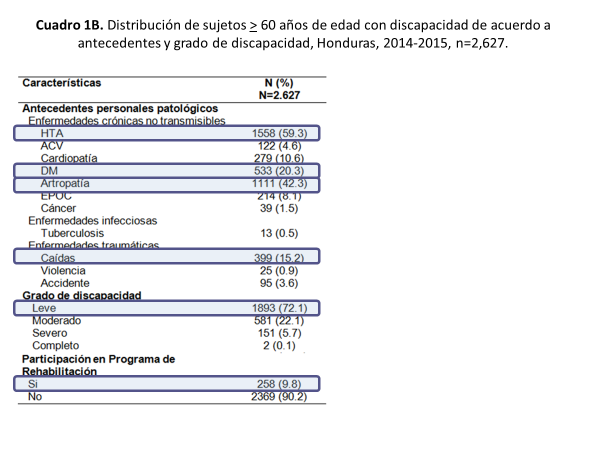 Cuadro 1B. Distribución de sujetos > 60 años de edad con discapacidad de acuerdo a
antecedentes y grado de discapacidad, Honduras, 2014-2015, n=2,627.
Características N (%)
N=2.627
Antecedentes personales patológicos
Enfermedades crónicas no transmisibles
HTA 1558 (59.3)
ACV 122 (4.6)
Cardiopatía 279 (10.6)
DM 533 (20.3)
Artropatía 1111 (42.3)
EPOC 214 (8.1)
Cáncer 39 (1.5)
Enfermedades infecciosas
Tuberculosis 13 (0.5)
Enfermedades traumáticas
Caídas 399 (15.2)
Violencia 25 (0.9)
Accidente 95 (3.6)
Grado de discapacidad
Leve 1893 (72.1)
Moderado 581 (22.1)
Severo 151 (5.7)
Completo 2 (0.1)
Participación en Programa de
Rehabilitación
Si 258 (9.8)
No 2369 (90.2)